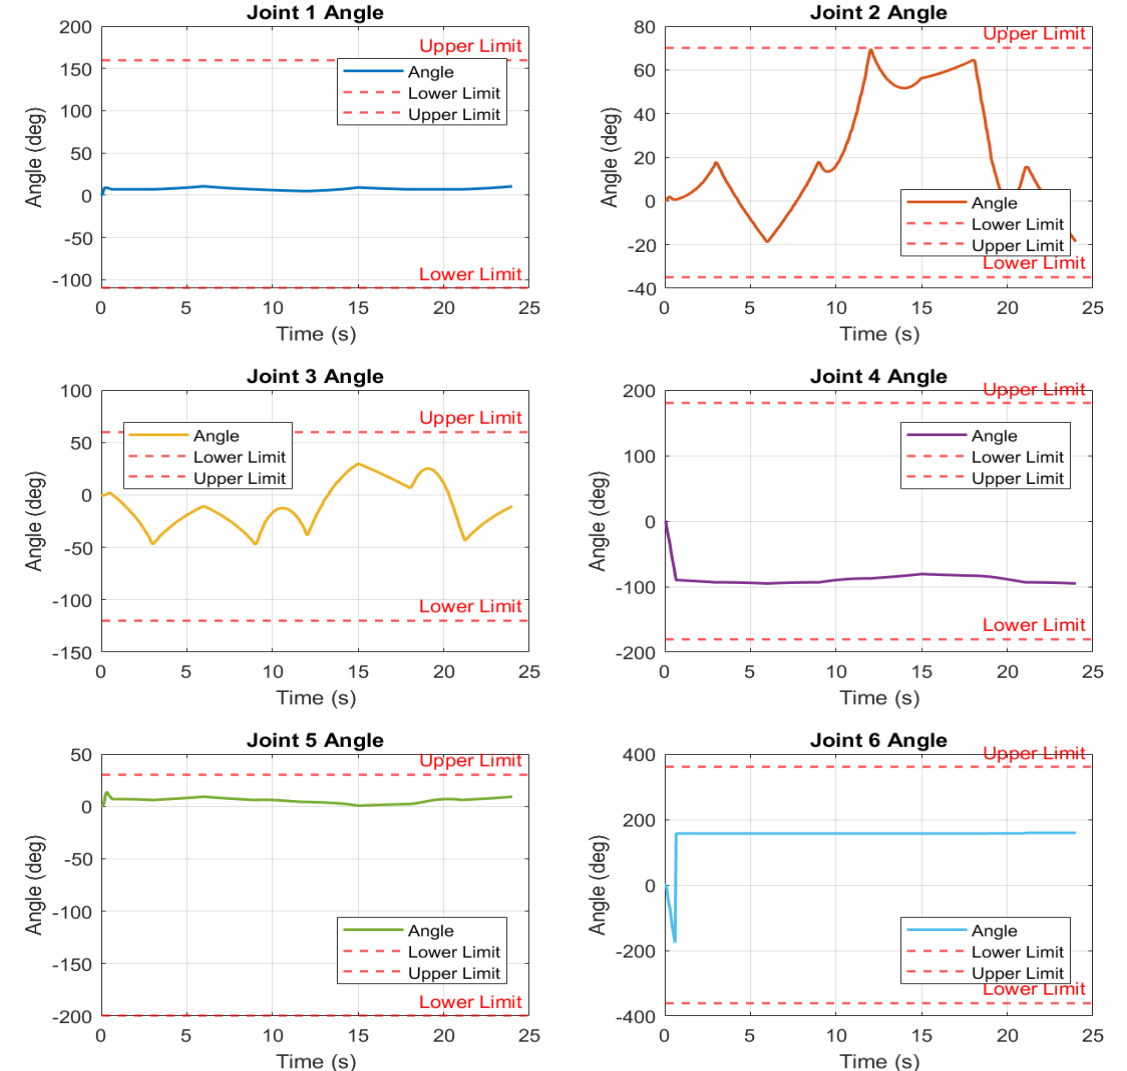 Joint 1 Angle
200
150
100
50
0
-50
-100
Angle (deg)
Upper Limit
Angle
Lower Limit
Upper Limit
Lower Limit
0 5 10 15 20 25
Time (s)
Joint 2 Angle
80
60
40
20
0
-20
-40
Angle (deg)
Upper Limit
Angle
Lower Limit
Upper Limit
Lower Limit
0 5 10 15 20 25
Time (s)
Joint 3 Angle
100
50
0
-50
-100
-150
Angle (deg)
Upper Limit
Angle
Lower Limit
Upper Limit
Lower Limit
0 5 10 15 20 25
Time (s)
Joint 4 Angle
200
100
0
-100
-200
Angle (deg)
Upper Limit
Angle
Lower Limit
Upper Limit
Lower Limit
0 5 10 15 20 25
Time (s)
Joint 5 Angle
50
0
-50
-100
-150
-200
Angle (deg)
Upper Limit
Angle
Lower Limit
Upper Limit
Lower Limit
0 5 10 15 20 25
Time (s)
Joint 6 Angle
400
200
0
-200
-400
Angle (deg)
Upper Limit
Angle
Lower Limit
Upper Limit
Lower Limit
0 5 10 15 20 25
Time (s)